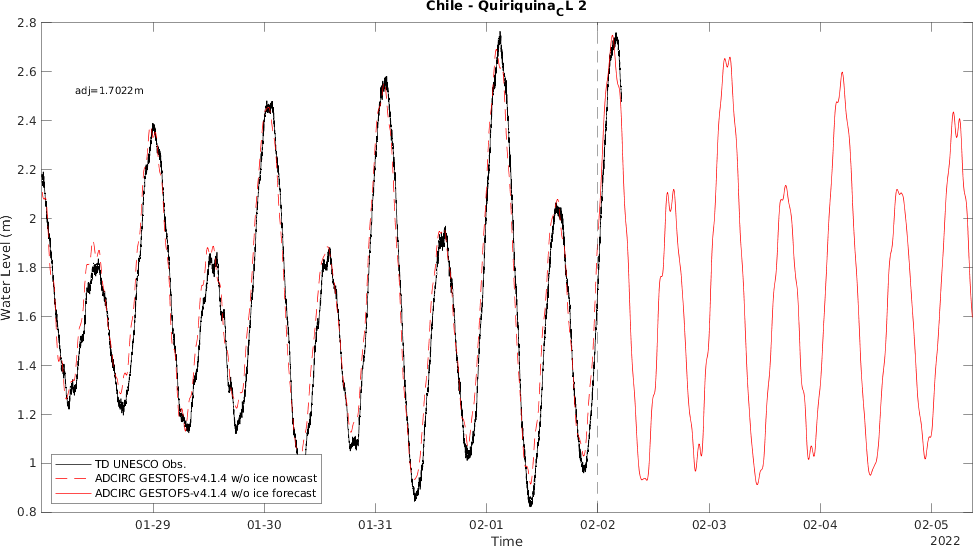 Chile - Quiriquina_CL 2
2.8
2.6
2.4
2.2
2
1.8
1.6
1.4
1.2
1
0.8
Water Level (m)
adj=1.7022m
TD UNESCO Obs.
ADCIRC GESTOFS-v4.1.4 w/o ice nowcast
ADCIRC GESTOFS-v4.1.4 w/o ice forecast
01-29 01-30 01-31 02-01 02-02 02-03 02-04 02-05
Time
2022